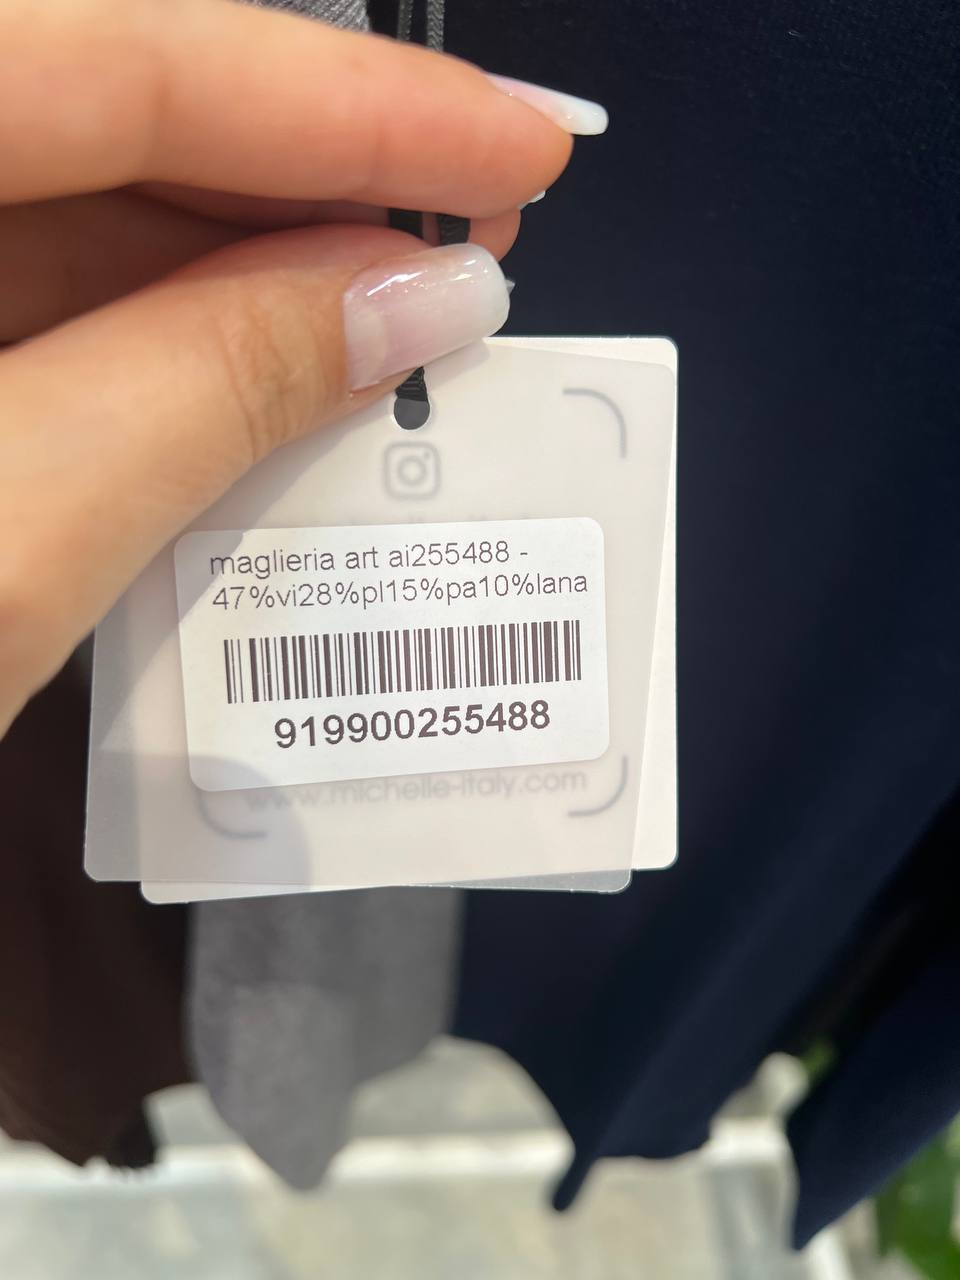 maglieria art ai255488 -
47%vi28%pl15%pa10%lana
919900255488
www.michelle-italy.com